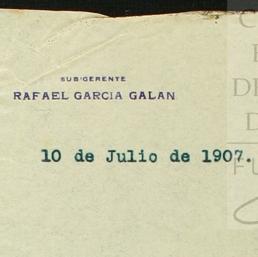 SUB-GERENTE
RAFAEL GARCIA GALAN
10 de Julio de 1907.